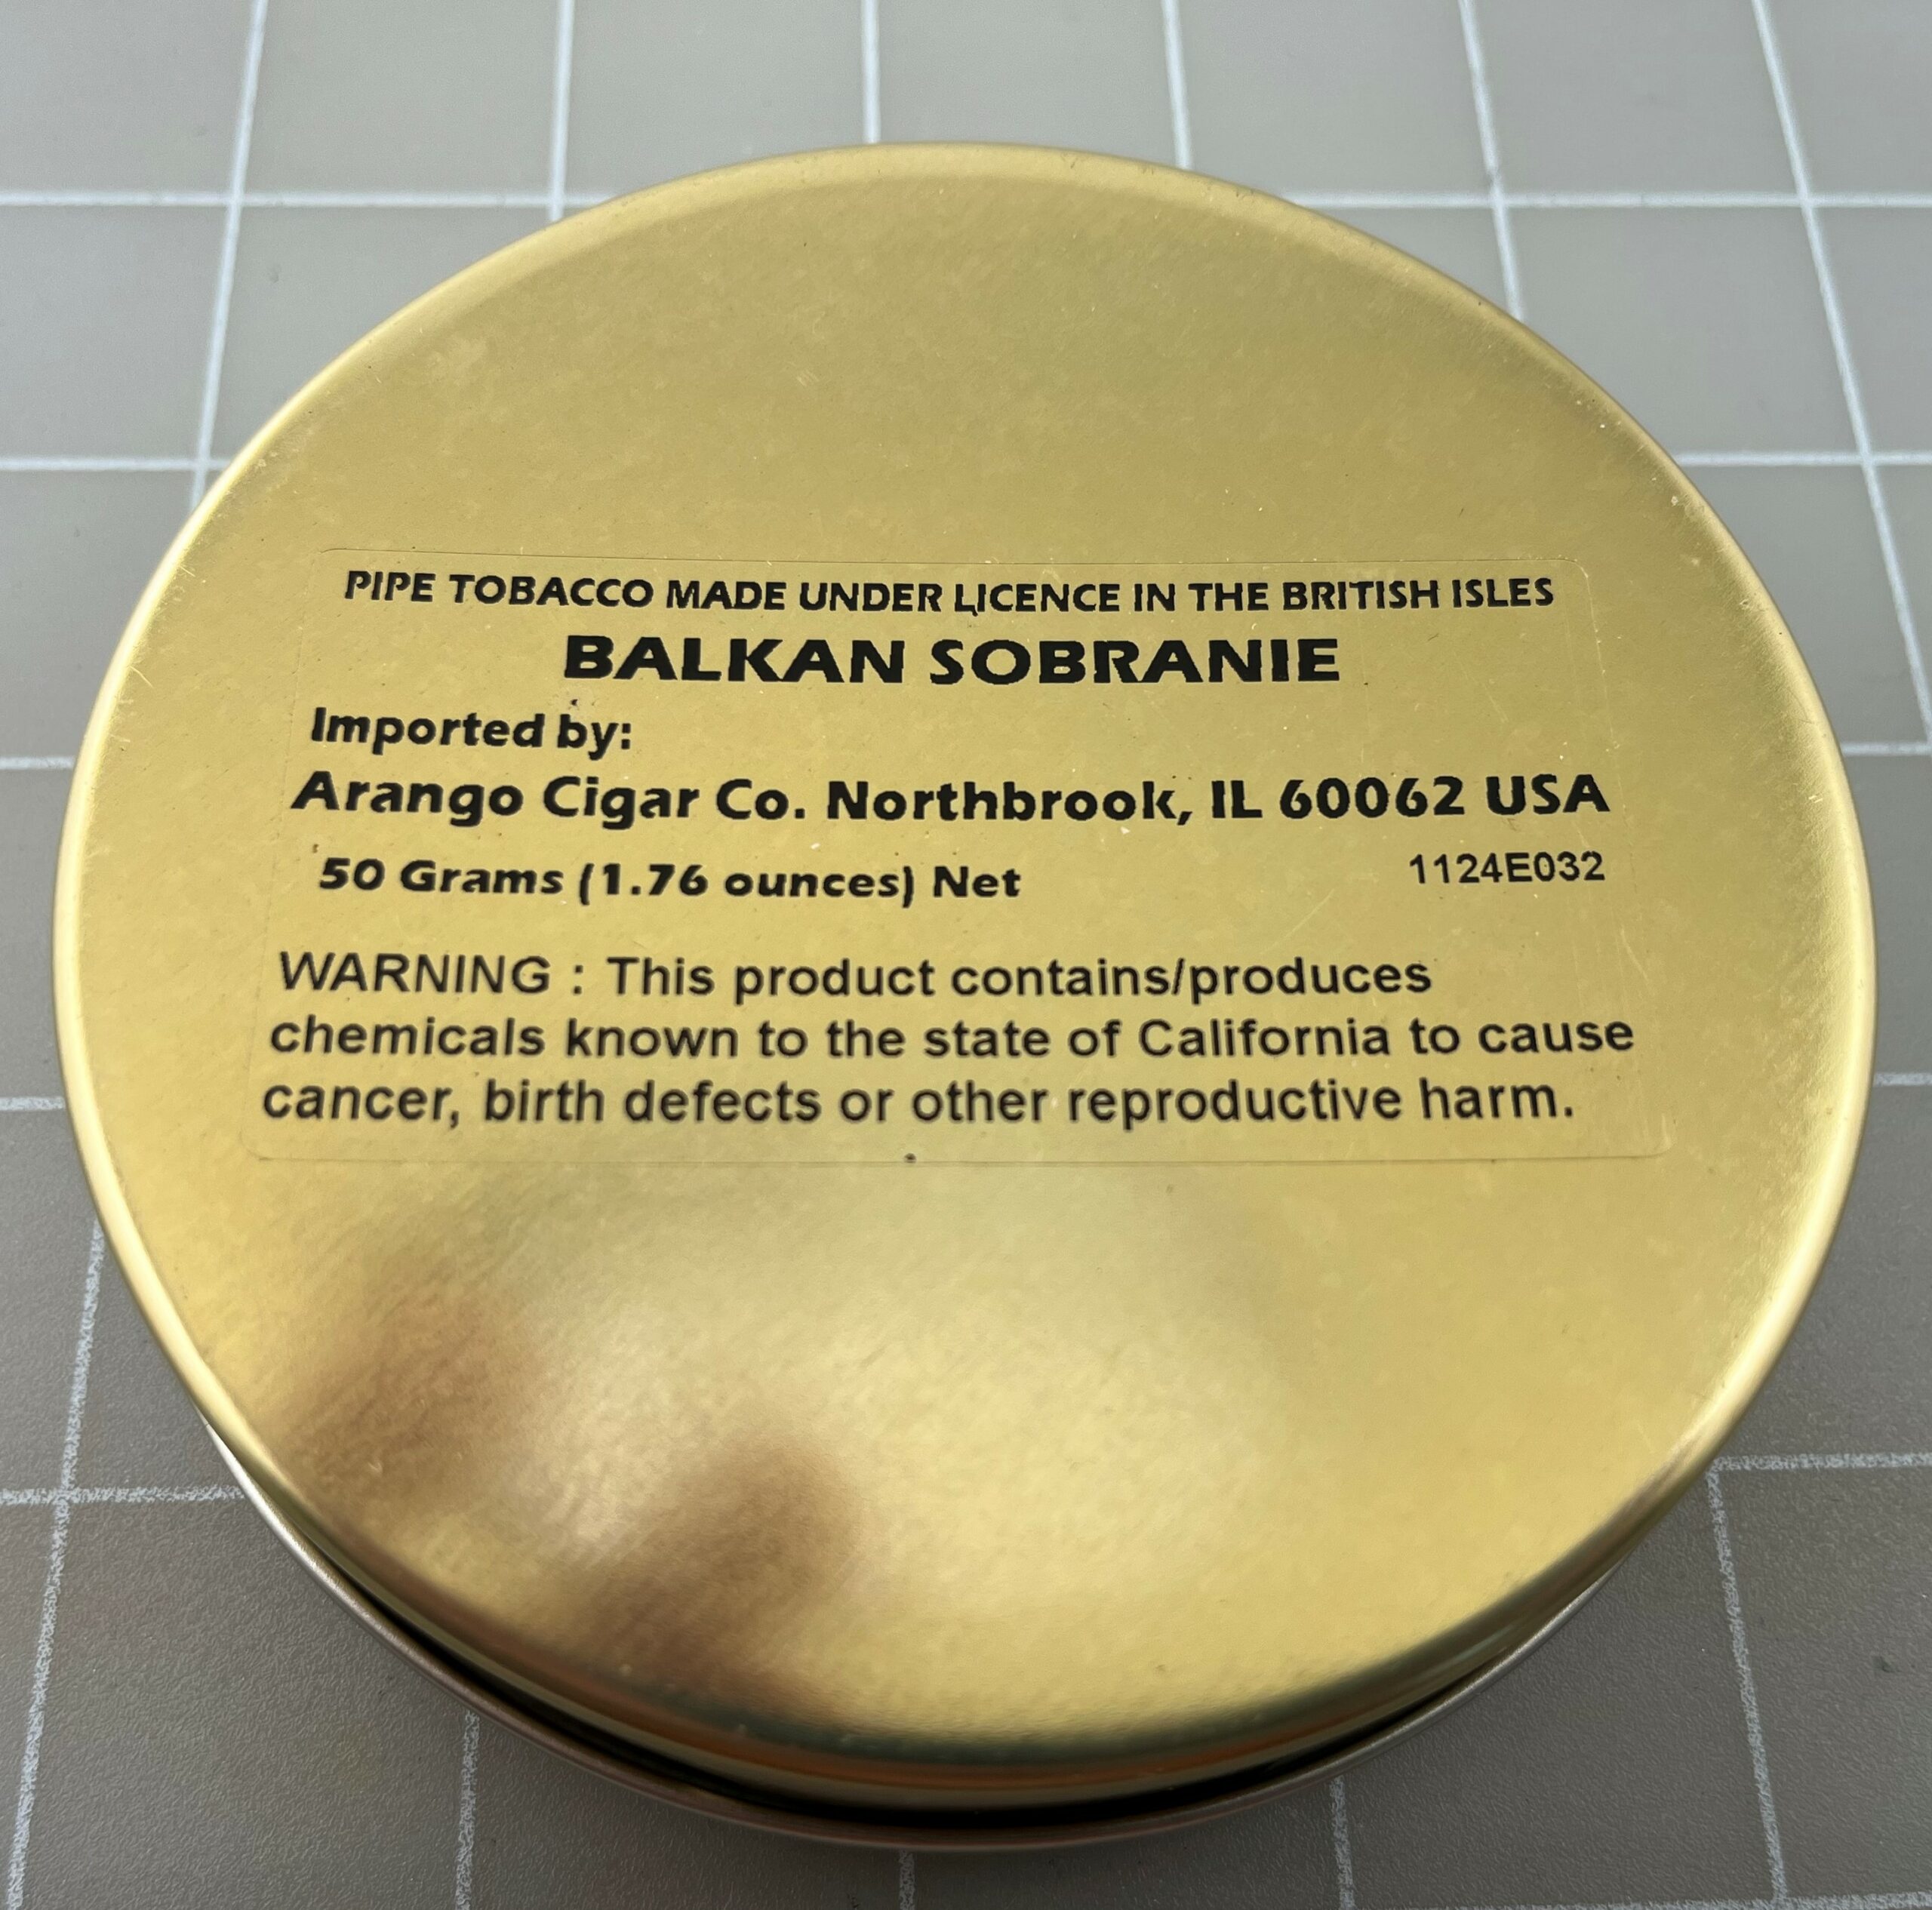 PIPE TOBACCO MADE UNDER LICENCE IN THE BRITISH ISLES
BALKAN SOBRANIE
Imported by:
Arango Cigar Co. Northbrook, IL 60062 USA
50 Grams (1.76 ounces) Net 1124E032
WARNING : This product contains/produces
chemicals known to the state of California to cause
cancer, birth defects or other reproductive harm.